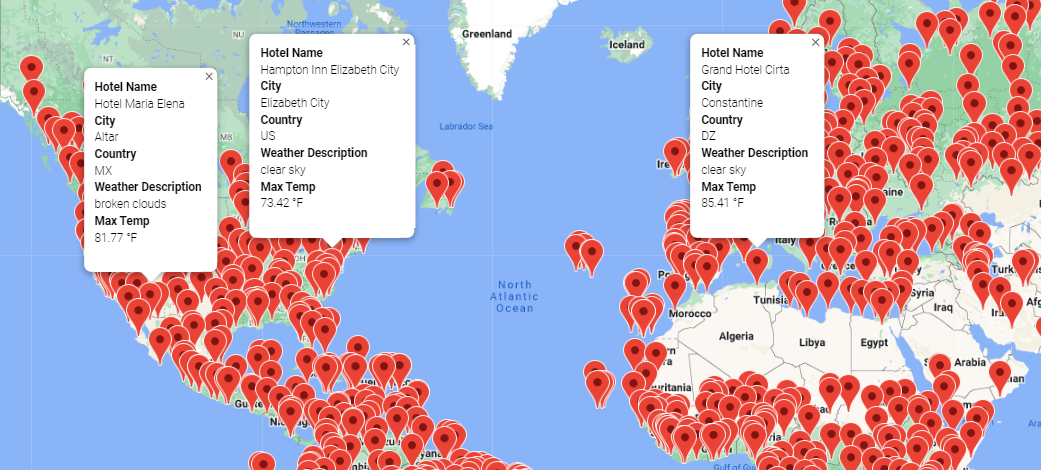 Northwestern
Passages
Greenland
Iceland
NT
MB
Labrador Sea
×
Hotel Name
Hotel Maria Elena
City
Altar
Country
MX
Weather Description
broken clouds
Max Temp
81.77 °F
×
Hotel Name
Hampton Inn Elizabeth City
City
Elizabeth City
Country
US
Weather Description
clear sky
Max Temp
73.42 °F
×
Hotel Name
Grand Hotel Cirta
City
Constantine
Country
DZ
Weather Description
clear sky
Max Temp
85.41 °F
Ire
aine
Italy
North
Atlantic
Ocean
Morocco
Tunisia
Algeria
Libya
Egypt
Syria
Iraq
Turk
Arabia
uritania
Gulf of Gu